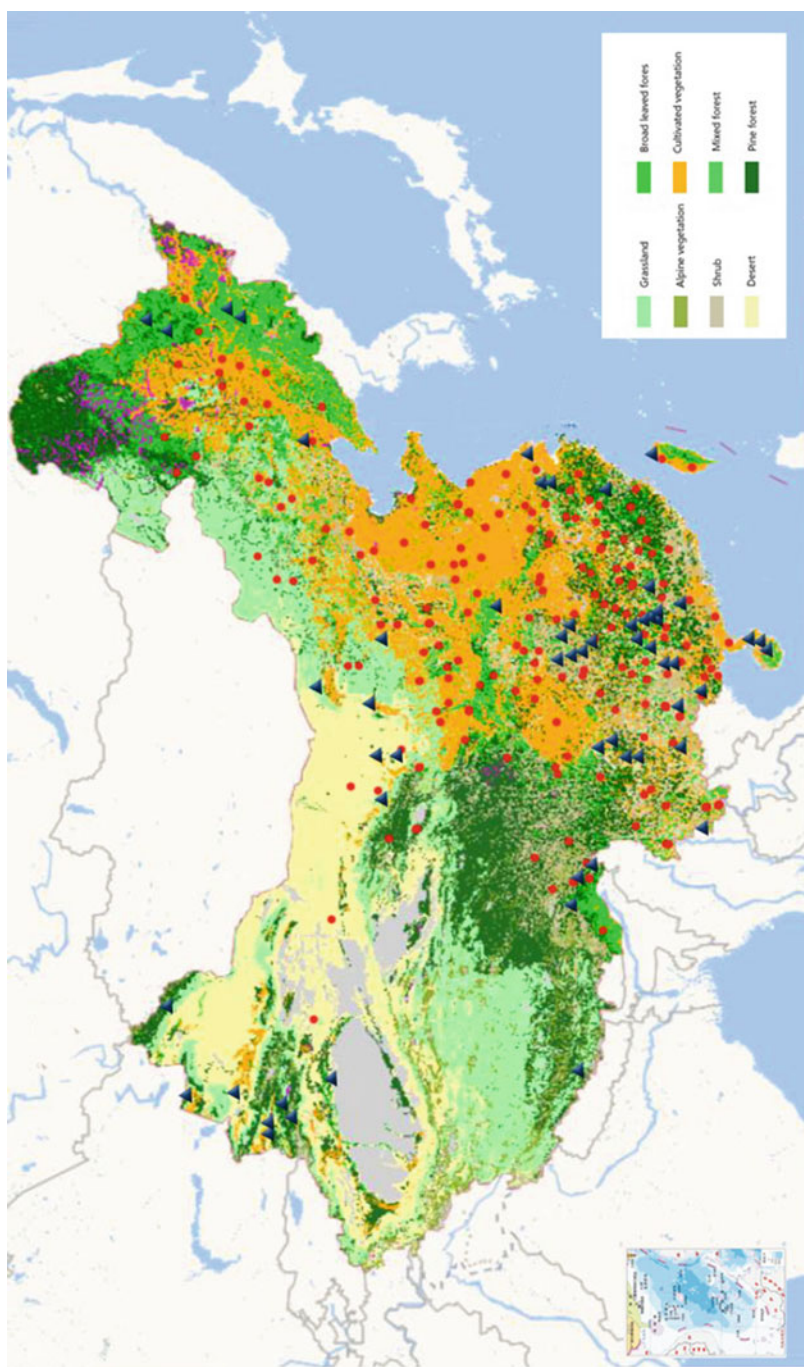 Grassland
Broad leaved fores
Alpine vegetation
Cultivated vegetation
Shrub
Mixed forest
Desert
Pine forest